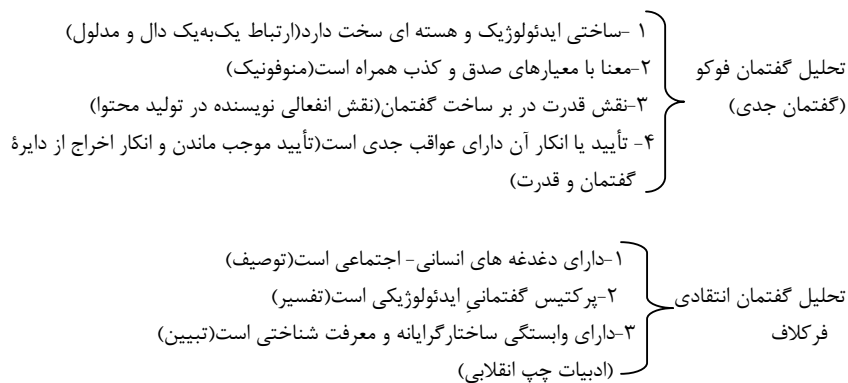 ۱ -ساختی ایدئولوژیک و هسته ای سخت دارد(ارتباط یک‌به‌یک دال و مدلول)
تحلیل گفتمان فوکو
۲-معنا با معیارهای صدق و کذب همراه است(منوفونیک)
(گفتمان جدی)
۳-نقش قدرت در بر ساخت گفتمان(نقش انفعالی نویسنده در تولید محتوا)
۴- تأیید یا انکار آن دارای عواقب جدی است(تأیید موجب ماندن و انکار اخراج از دایرۀ
گفتمان و قدرت)
۱-دارای دغدغه های انسانی- اجتماعی است(توصیف)
تحلیل گفتمان انتقادی
۲-پرکتیس گفتمانیِ ایدئولوژیکی است(تفسیر)
فرکلاف
۳-دارای وابستگی ساختارگرایانه و معرفت شناختی است(تبیین)
(ادبیات چپ انقلابی)